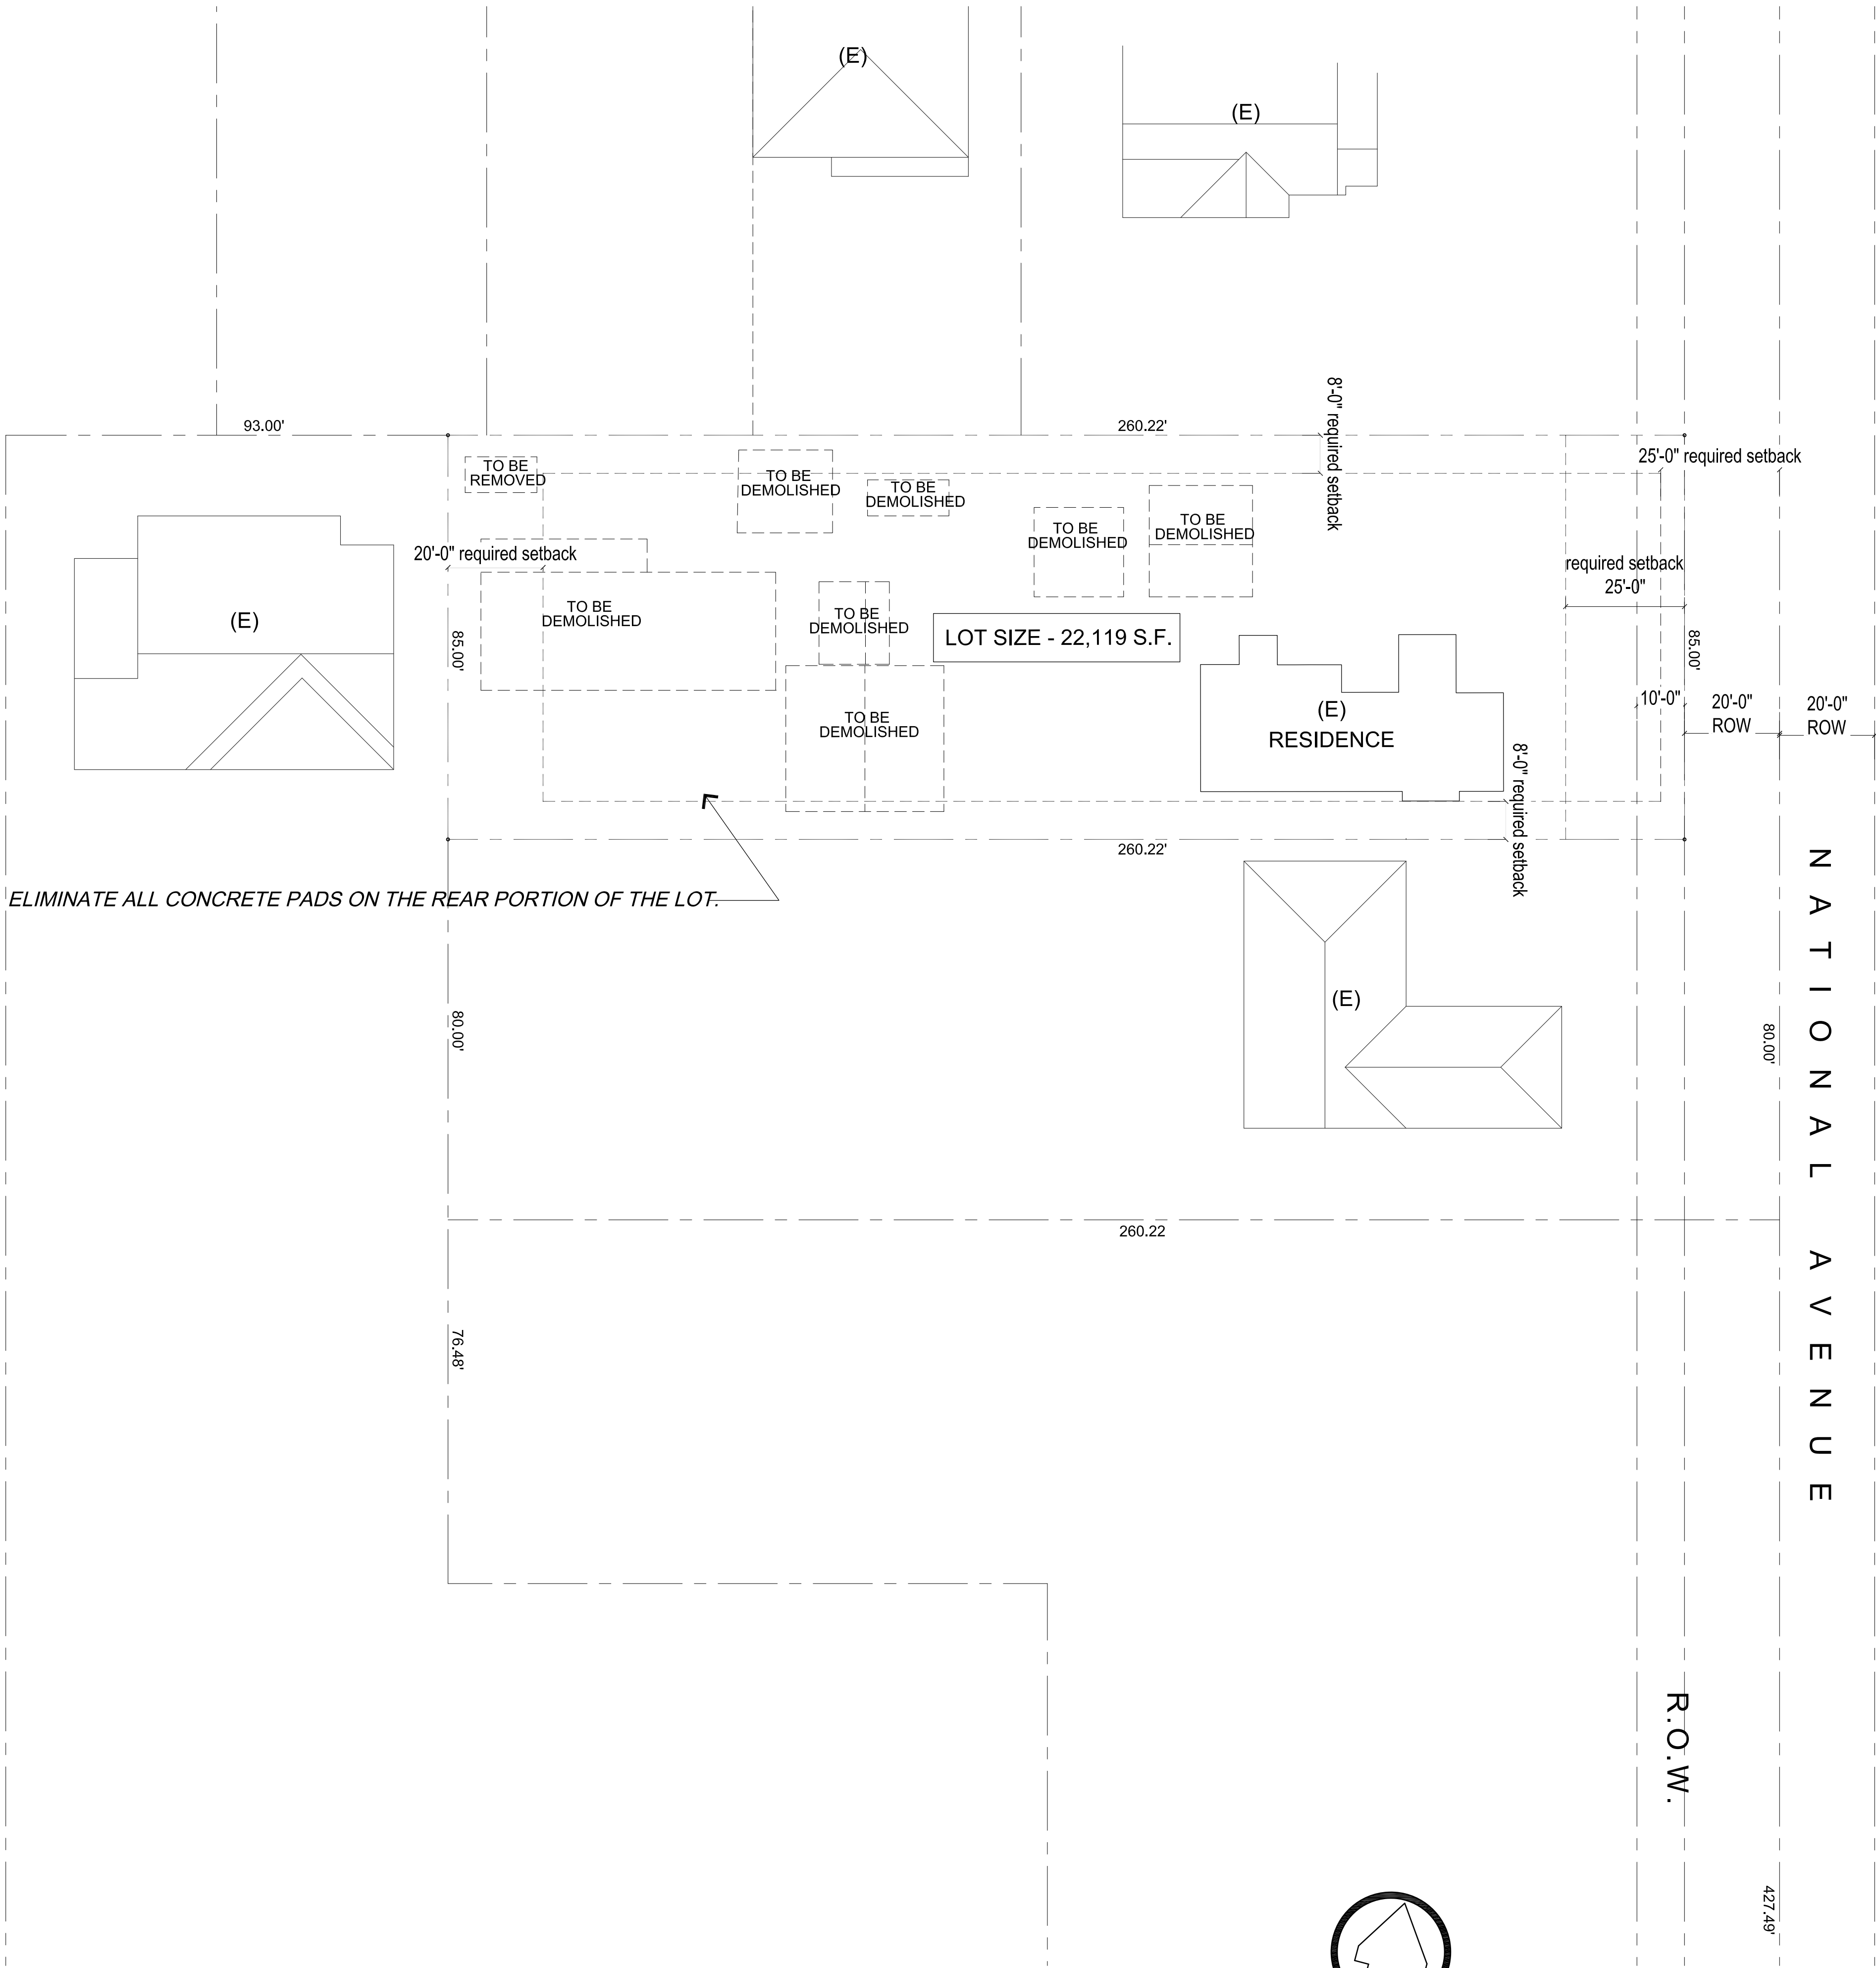 (E)
(E)
93.00'
260.22'
8'-0" required setback
25'-0" required setback
TO BE
REMOVED
TO BE
DEMOLISHED
TO BE
DEMOLISHED
TO BE
DEMOLISHED
TO BE
DEMOLISHED
20'-0" required setback
required setback
25'-0"
(E)
TO BE
DEMOLISHED
TO BE
DEMOLISHED
LOT SIZE - 22,119 S.F.
85.00'
85.00'
10'-0"
20'-0"
ROW
20'-0"
ROW
TO BE
DEMOLISHED
(E)
RESIDENCE
8'-0" required setback
260.22'
ELIMINATE ALL CONCRETE PADS ON THE REAR PORTION OF THE LOT.
(E)
80.00'
80.00'
NATIONAL AVENUE
260.22
76.48'
R.O.W.
427.49'